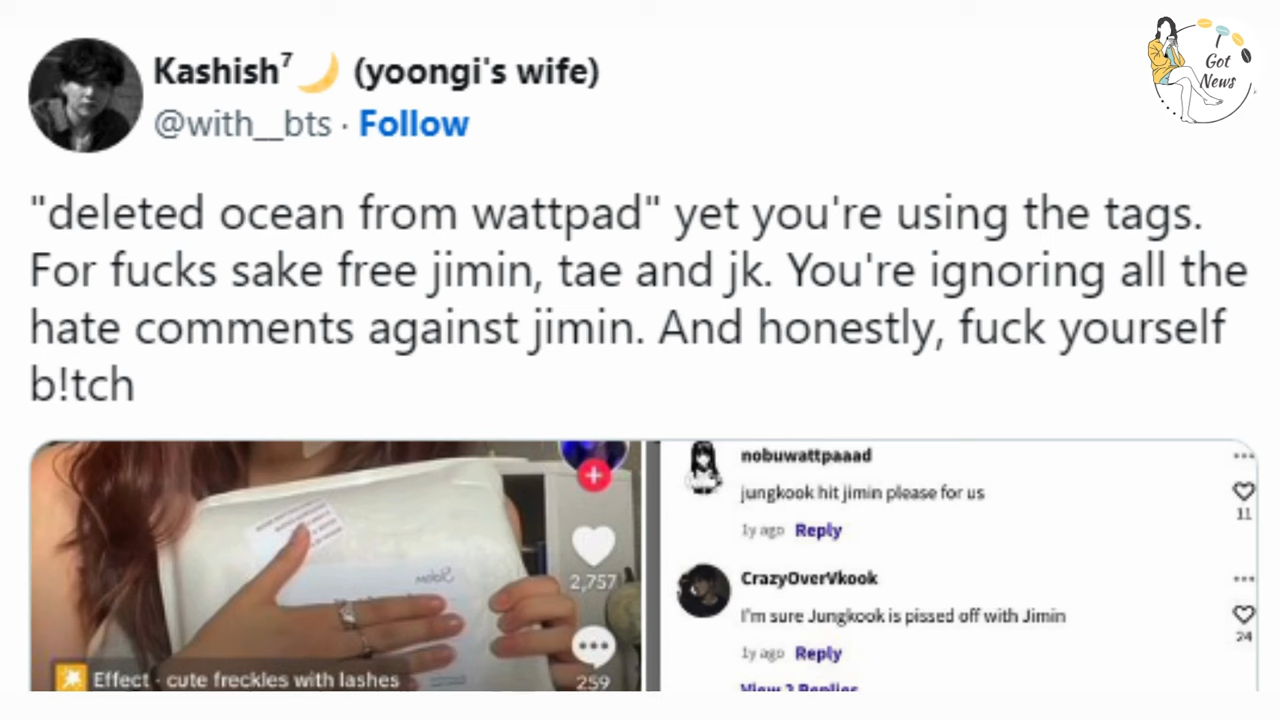 Kashish⁷🌙 (yoongi's wife)
@with__bts · Follow
Got
News
"deleted ocean from wattpad" yet you're using the tags.
For fucks sake free jimin, tae and jk. You're ignoring all the
hate comments against jimin. And honestly, fuck yourself
b!tch
2,757
259
Effect - cute freckles with lashes
nobuwattpaaad
jungkook hit jimin please for us
11
1y ago Reply
CrazyOverVkook
I'm sure Jungkook is pissed off with Jimin
24
1y ago Reply
View 2 Replies